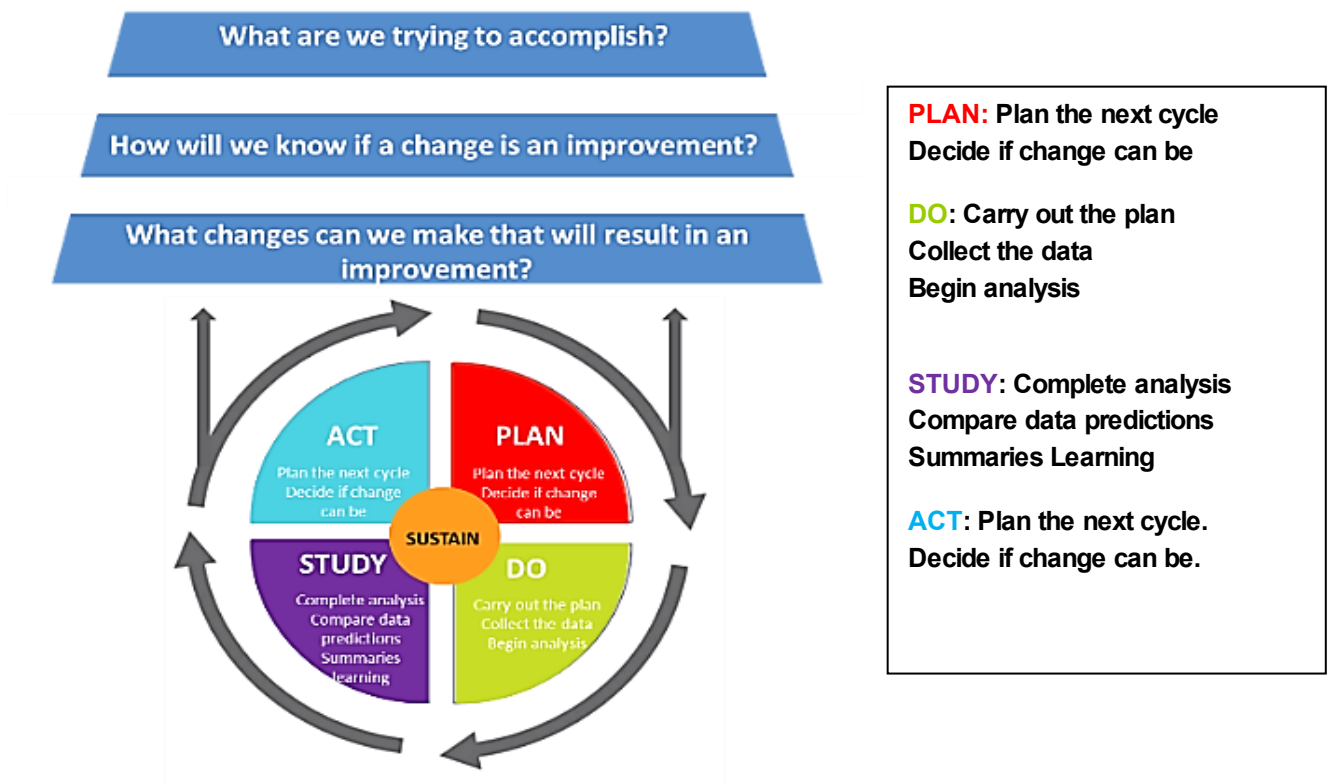 What are we trying to accomplish?
How will we know if a change is an improvement?
What changes can we make that will result in an
improvement?
ACT
Plan the next cycle
Decide if change
can be
PLAN
Plan the next cycle
Decide if change
can be
SUSTAIN
STUDY
Complete analysis
Compare data
predictions
Summaries
learning
DO
Carry out the plan
Collect the data
Begin analysis
PLAN: Plan the next cycle
Decide if change can be
DO: Carry out the plan
Collect the data
Begin analysis
STUDY: Complete analysis
Compare data predictions
Summaries Learning
ACT: Plan the next cycle.
Decide if change can be.